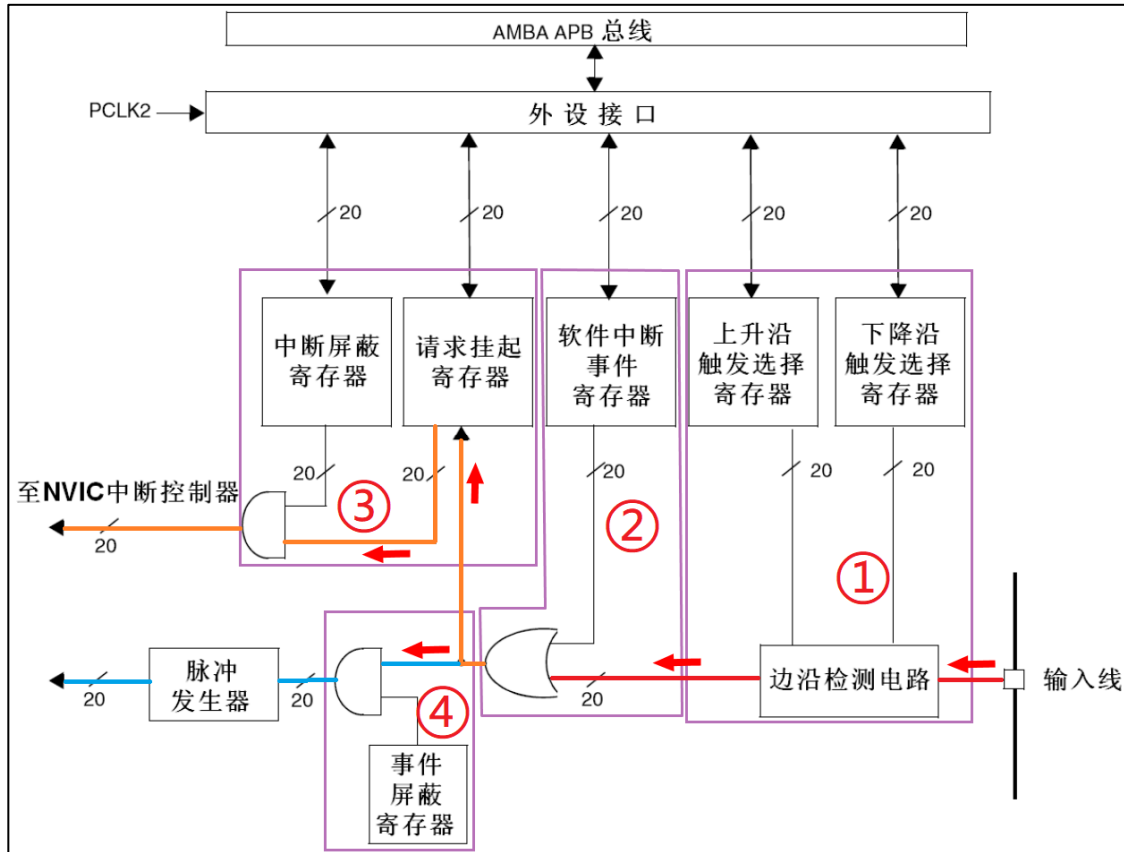 AMBA APB 总线
PCLK2
外设接口
20
20
20
20
20
中断屏蔽
寄存器
请求挂起
寄存器
软件中断
事件
寄存器
上升沿
触发选择
寄存器
下降沿
触发选择
寄存器
20
20
20
20
20
至NVIC中断控制器
20
③
②
①
脉冲
发生器
20
20
④
20
边沿检测电路
输入线
事件
屏蔽
寄存器